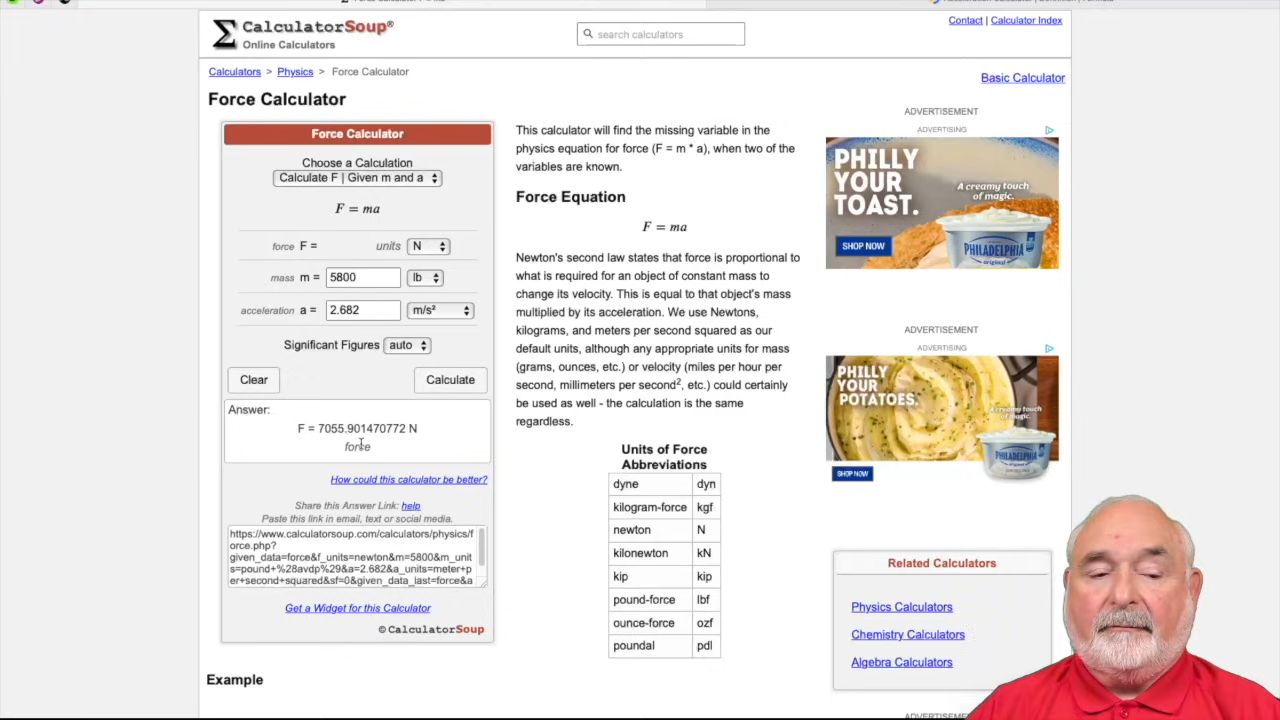 CalculatorSoup®
Online Calculators
search calculators
Contact | Calculator Index
Calculators > Physics > Force Calculator
Basic Calculator
Force Calculator
Force Calculator
Choose a Calculation
Calculate F | Given m and a
F = ma
force F = units N
mass m = 5800 lb
acceleration a = 2.682 m/s²
Significant Figures auto
Clear Calculate
Answer:
F = 7055.901470772 N
force
How could this calculator be better?
Share this Answer Link: help
Paste this link in email, text or social media.
https://www.calculatorsoup.com/calculators/physics/f
orce.php?
given_data=force&f_units=newton&m=5800&m_unit
s=pound+%28avdp%29&a=2.682&a_units=meter+p
er+second+squared&sf=0&given_data_last=force&a
Get a Widget for this Calculator
© CalculatorSoup
Example
This calculator will find the missing variable in the
physics equation for force (F = m * a), when two of the
variables are known.
Force Equation
F = ma
Newton's second law states that force is proportional to
what is required for an object of constant mass to
change its velocity. This is equal to that object's mass
multiplied by its acceleration. We use Newtons,
kilograms, and meters per second squared as our
default units, although any appropriate units for mass
(grams, ounces, etc.) or velocity (miles per hour per
second, millimeters per second², etc.) could certainly
be used as well - the calculation is the same
regardless.
Units of Force
Abbreviations
dyne dyn
kilogram-force kgf
newton N
kilonewton kN
kip kip
pound-force lbf
ounce-force ozf
poundal pdl
ADVERTISEMENT
ADVERTISING
PHILLY
YOUR
TOAST.
A creamy touch
of magic.
SHOP NOW
PHILADELPHIA
original
ADVERTISEMENT
ADVERTISING
PHILLY
YOUR
POTATOES.
A creamy touch
of magic.
SHOP NOW
PHILADELPHIA
Related Calculators
Physics Calculators
Chemistry Calculators
Algebra Calculators
ADVERTISEMENT